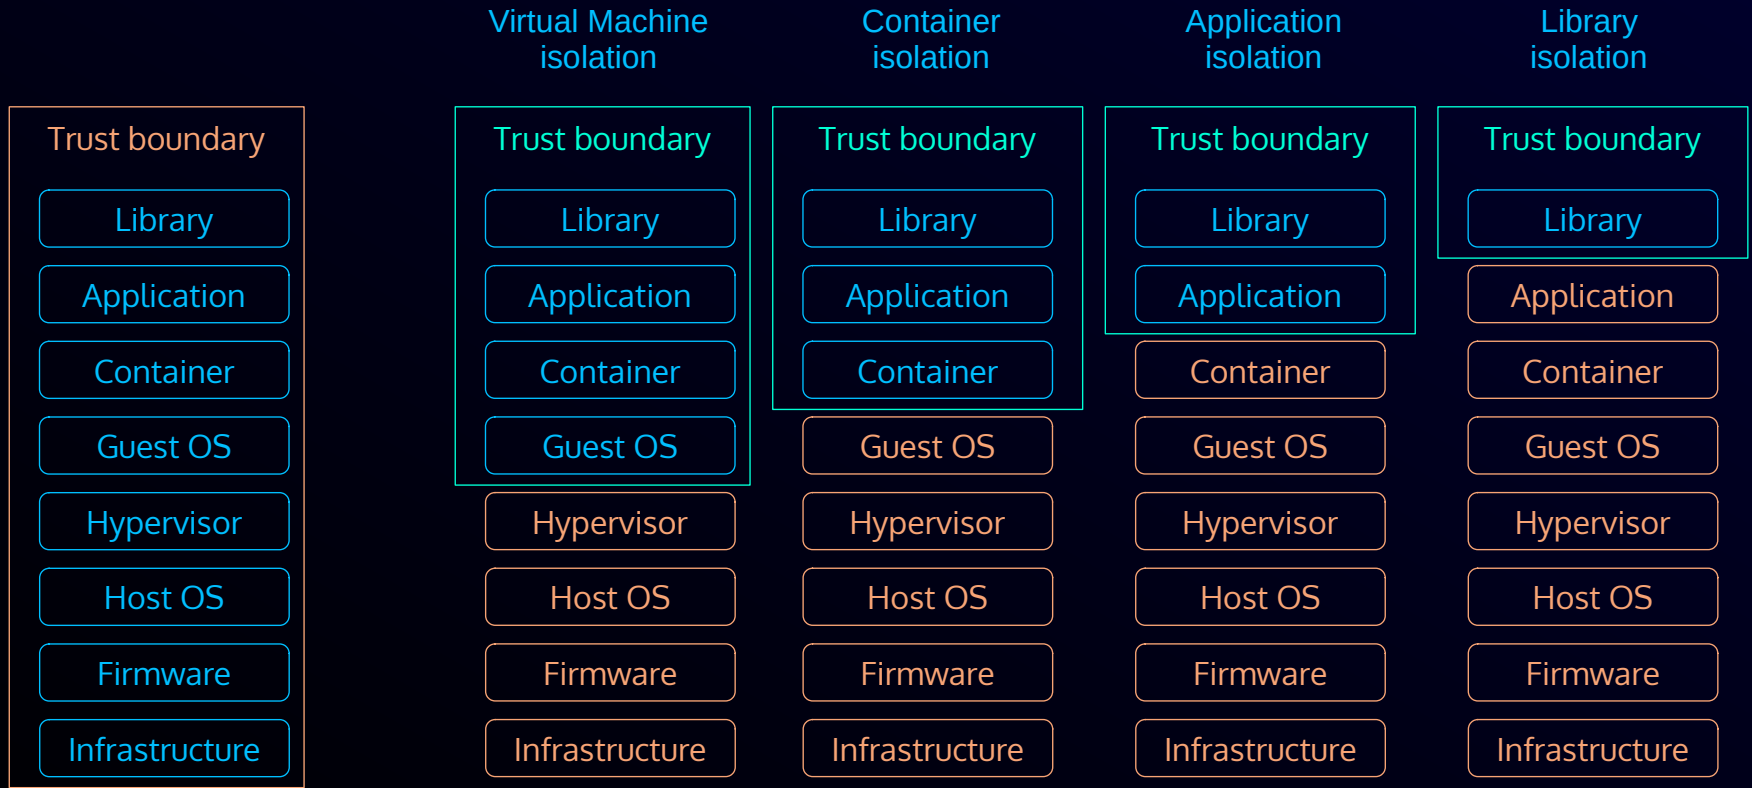 Virtual Machine
isolation
Container
isolation
Application
isolation
Library
isolation
Trust boundary
Library
Application
Container
Guest OS
Hypervisor
Host OS
Firmware
Infrastructure
Trust boundary
Library
Application
Container
Guest OS
Hypervisor
Host OS
Firmware
Infrastructure
Trust boundary
Library
Application
Container
Guest OS
Hypervisor
Host OS
Firmware
Infrastructure
Trust boundary
Library
Application
Container
Guest OS
Hypervisor
Host OS
Firmware
Infrastructure
Trust boundary
Library
Application
Container
Guest OS
Hypervisor
Host OS
Firmware
Infrastructure